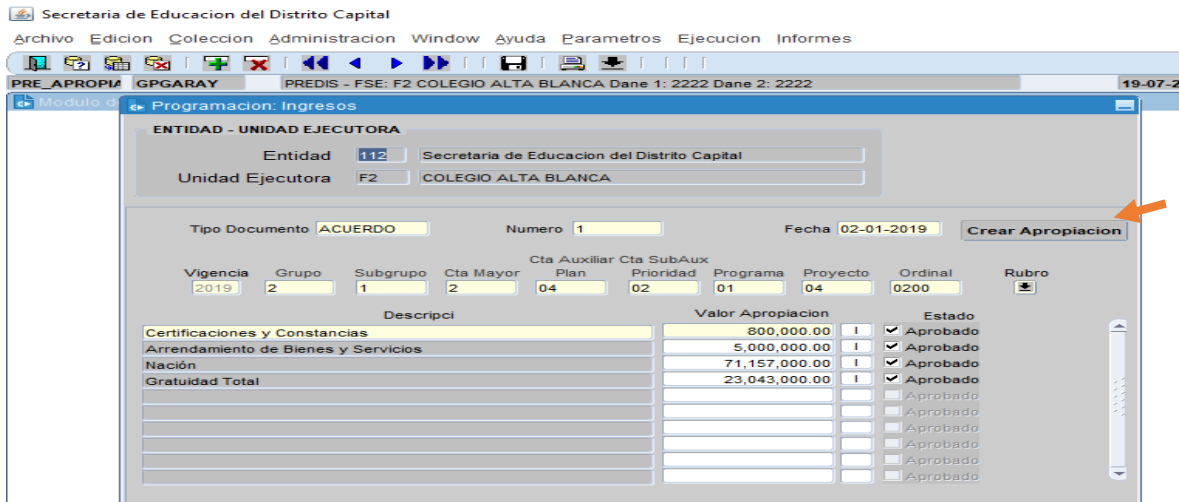 Secretaria de Educacion del Distrito Capital
Archivo Edicion Coleccion Administracion Window Ayuda Parametros Ejecucion Informes
PRE_APROPIA GPGARAY PREDIS - FSE: F2 COLEGIO ALTA BLANCA Dane 1: 2222 Dane 2: 2222 19-07-2
Modulo d Programacion: Ingresos
ENTIDAD - UNIDAD EJECUTORA
Entidad 112 Secretaria de Educacion del Distrito Capital
Unidad Ejecutora F2 COLEGIO ALTA BLANCA
Tipo Documento ACUERDO Numero 1 Fecha 02-01-2019 Crear Apropiacion
Cta Auxiliar Cta SubAux
Vigencia Grupo Subgrupo Cta Mayor Plan Prioridad Programa Proyecto Ordinal Rubro
2019 2 1 2 04 02 01 04 0200
Descripci Valor Apropiacion Estado
Certificaciones y Constancias 800,000.00 I Aprobado
Arrendamiento de Bienes y Servicios 5,000,000.00 I Aprobado
Nación 71,157,000.00 I Aprobado
Gratuidad Total 23,043,000.00 I Aprobado
Aprobado
Aprobado
Aprobado
Aprobado
Aprobado
Aprobado